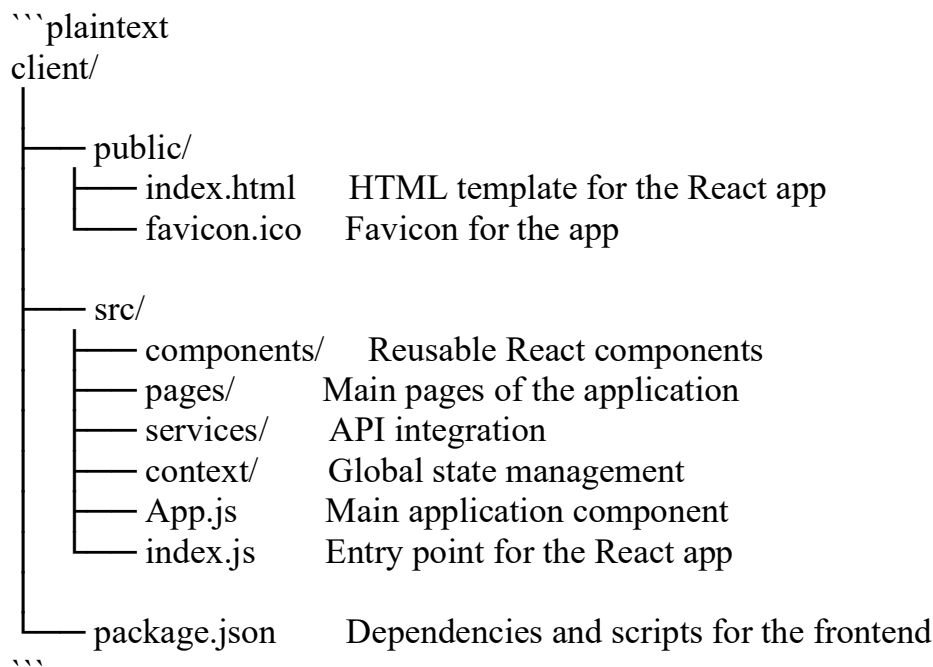 ```plaintext
client/
│
├── public/
│   ├── index.html      HTML template for the React app
│   └── favicon.ico     Favicon for the app
│
├── src/
│   ├── components/     Reusable React components
│   ├── pages/          Main pages of the application
│   ├── services/       API integration
│   ├── context/        Global state management
│   ├── App.js          Main application component
│   └── index.js        Entry point for the React app
│
└── package.json        Dependencies and scripts for the frontend
```